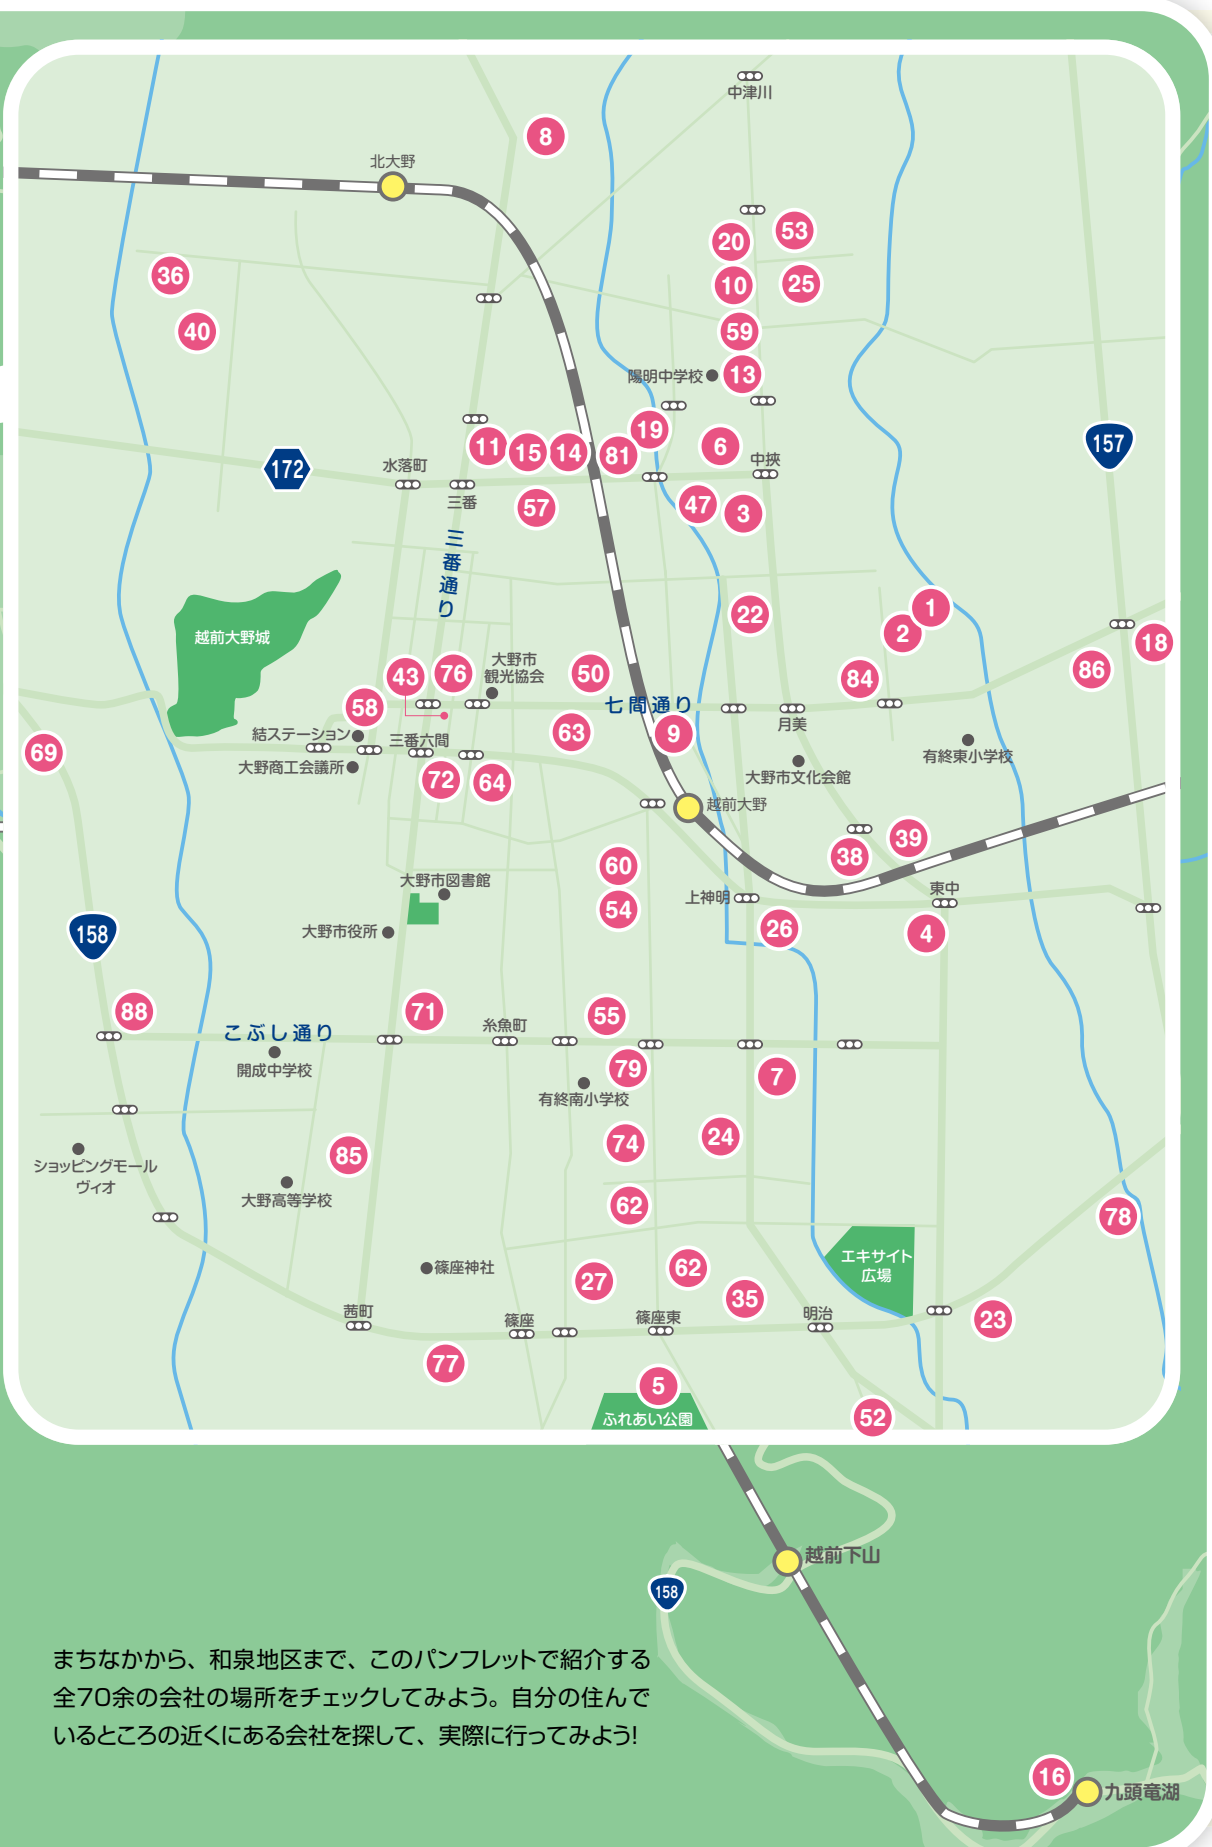 中津川
8
北大野
20
53
36
10
25
40
59
陽明中学校
13
19
11
15
14
81
6
157
172
水落町
中挾
三番
57
47
3
三番通り
越前大野城
22
1
2
18
大野市
観光協会
43
76
50
84
86
58
七間通り
結ステーション
三番六間
63
9
月美
69
有終東小学校
大野商工会議所
72
64
大野市文化会館
越前大野
39
38
60
大野市図書館
54
上神明
東中
158
大野市役所
26
4
88
71
55
糸魚町
こぶし通り
開成中学校
79
7
有終南小学校
74
24
85
ショッピングモール
ヴィオ
大野高等学校
62
78
エキサイト
広場
篠座神社
27
62
35
茜町
篠座
篠座東
明治
23
77
5
ふれあい公園
52
越前下山
158
まちなかから、和泉地区まで、このパンフレットで紹介する
全70余の会社の場所をチェックしてみよう。自分の住んで
いるところの近くにある会社を探して、実際に行ってみよう!
16
九頭竜湖